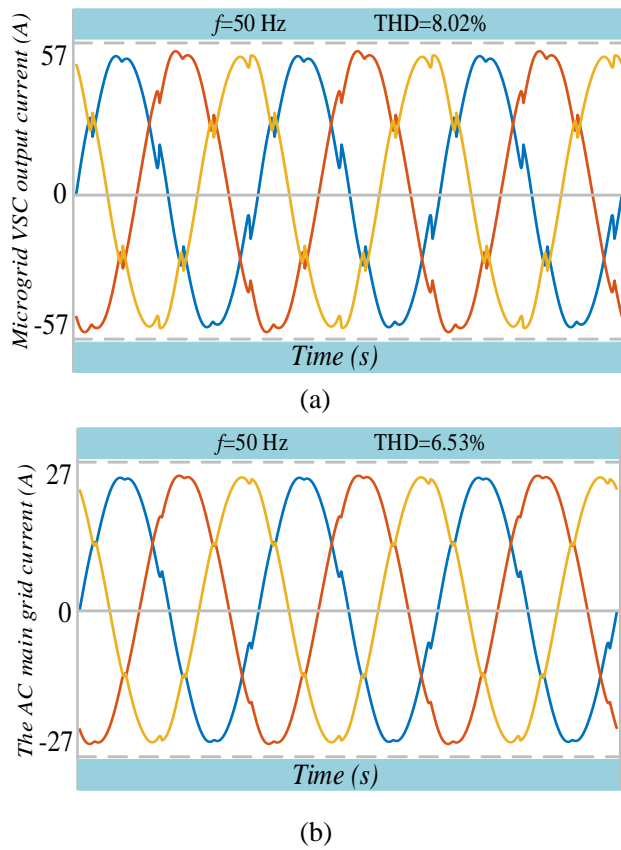 f=50 Hz THD=8.02%
Microgrid VSC output current (A)
57
0
-57
Time (s)
(a)
f=50 Hz THD=6.53%
The AC main grid current (A)
27
0
-27
Time (s)
(b)